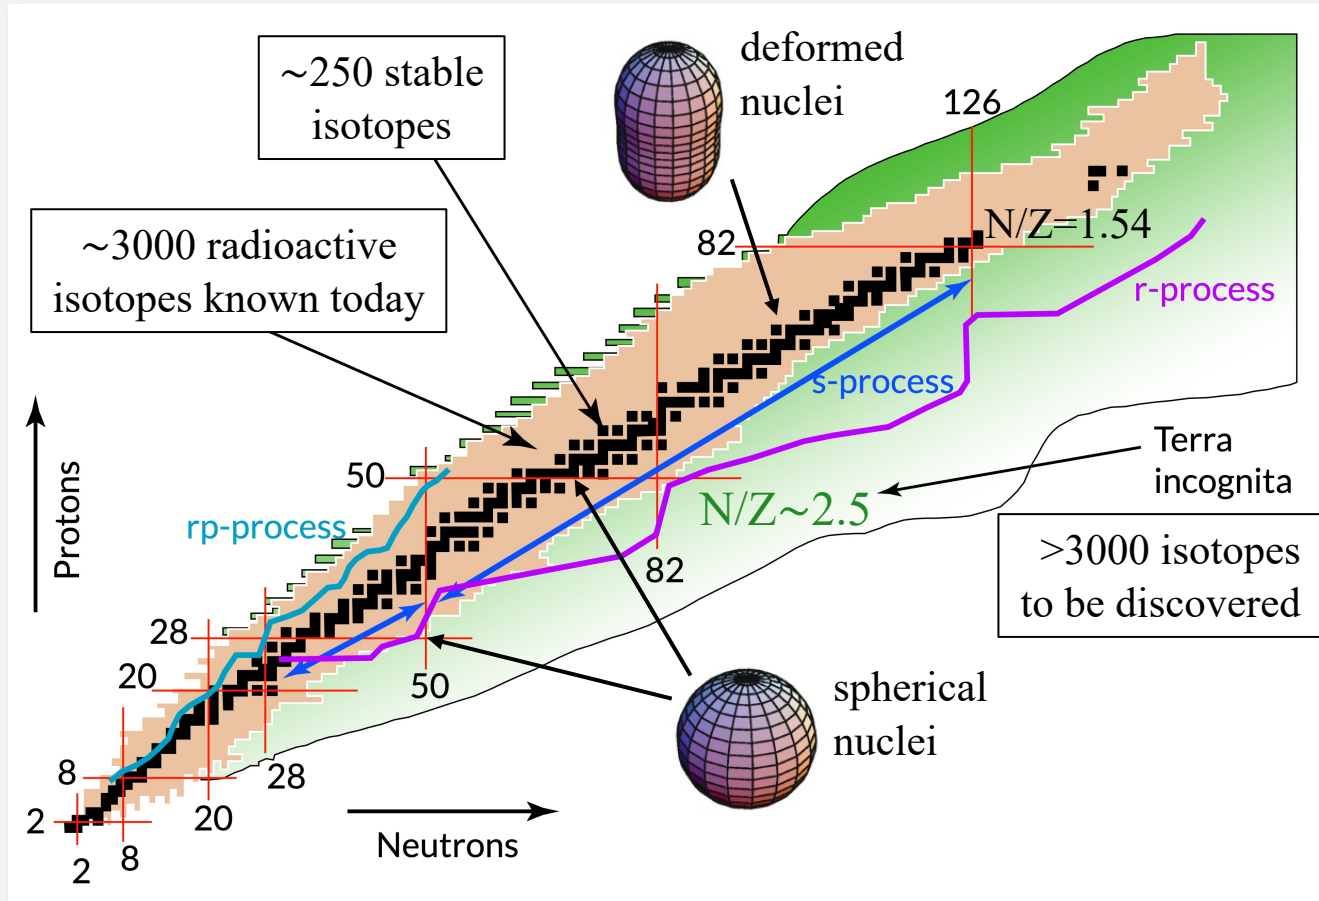 ~250 stable
isotopes
deformed
nuclei
126
~3000 radioactive
isotopes known today
82
N/Z=1.54
r-process
s-process
Terra
incognita
50
N/Z~2.5
rp-process
Protons
82
>3000 isotopes
to be discovered
28
20
50
spherical
nuclei
8
28
2
20
Neutrons
8
2